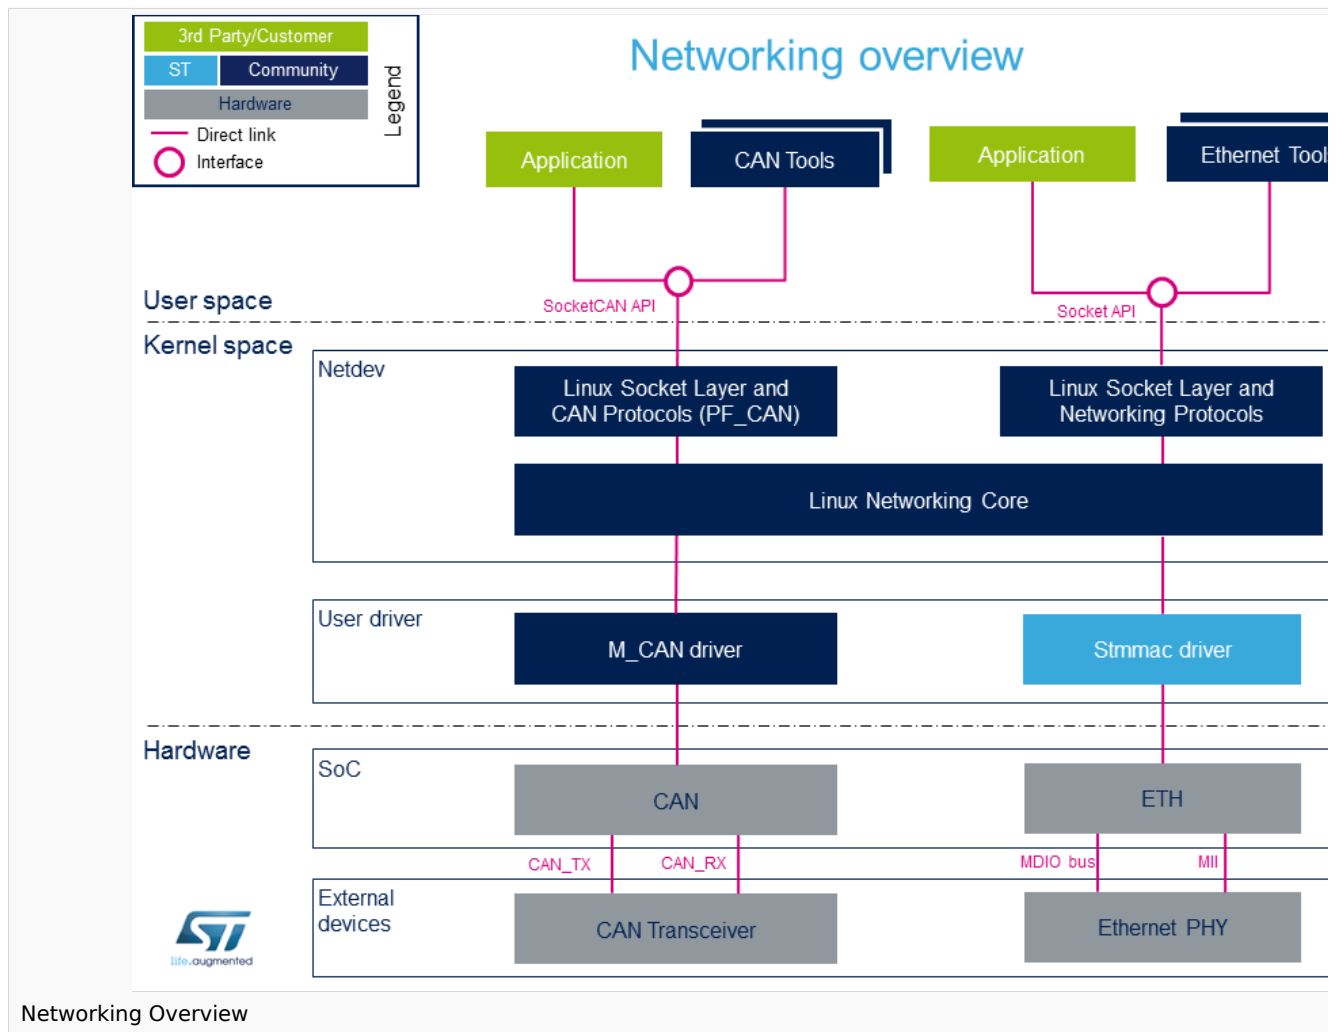 3rd Party/Customer
ST
Community
Hardware
Direct link
Interface
Legend
Networking overview
Application
CAN Tools
Application
Ethernet Tools
SocketCAN API
Socket API
User space
Kernel space
Netdev
Linux Socket Layer and
CAN Protocols (PF_CAN)
Linux Socket Layer and
Networking Protocols
Linux Networking Core
User driver
M_CAN driver
Stmmac driver
Hardware
SoC
CAN
ETH
CAN_TX
CAN_RX
MDIO bus
MII
External
devices
CAN Transceiver
Ethernet PHY
ST
life.augmented
Networking Overview